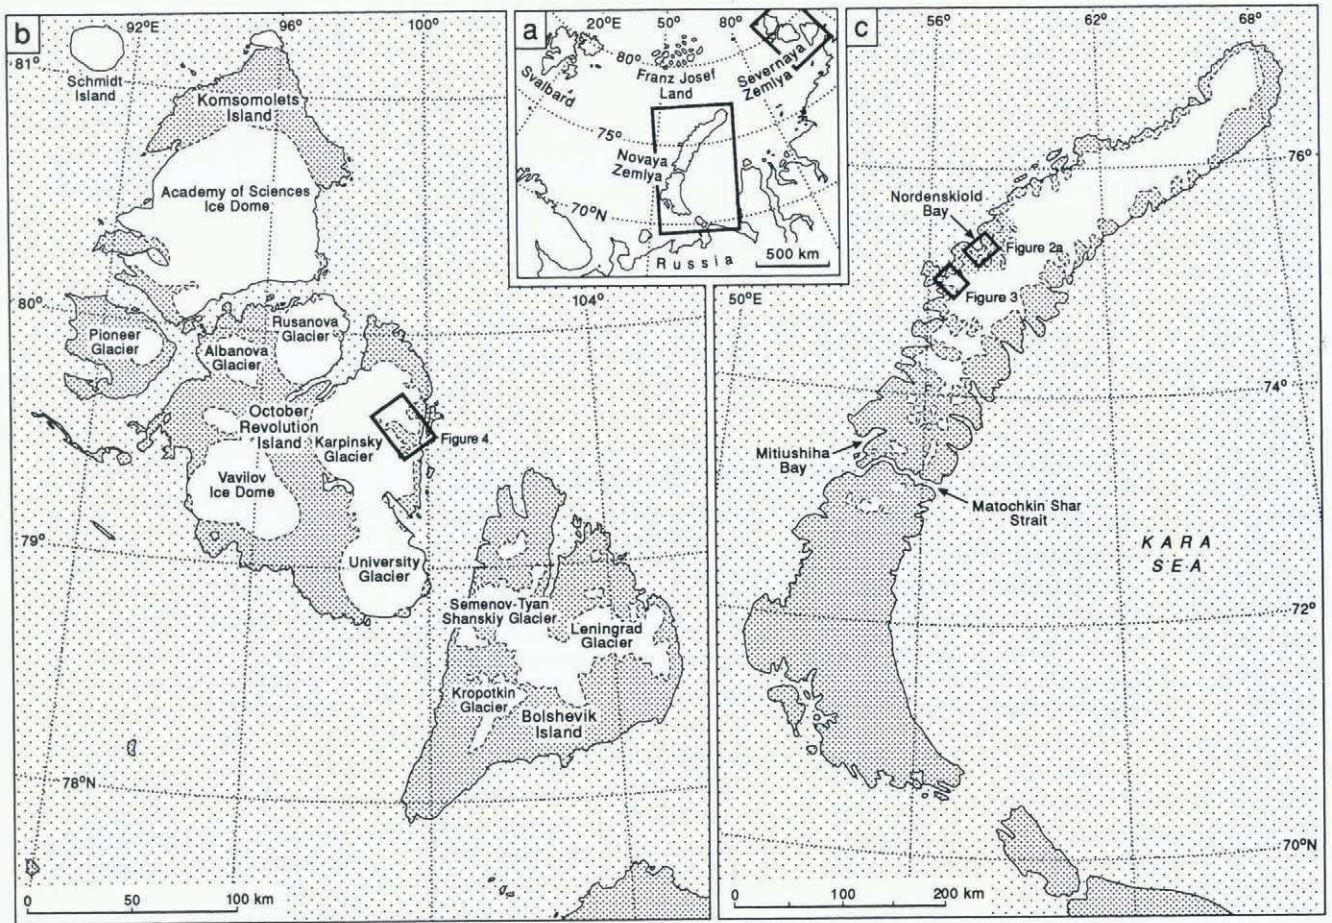 b
92°E
96°
100°
81°
Schmidt
Island
Komsomolets
Island
Academy of Sciences
Ice Dome
80°
104°
Pioneer
Glacier
Rusanova
Glacier
Albanova
Glacier
October
Revolution
Island
Karpinsky
Glacier
Figure 4
Vavilov
Ice Dome
79°
University
Glacier
Semenov-Tyan
Shanskiy Glacier
Leningrad
Glacier
Kropotkin
Glacier
Bolshevik
Island
78°N
0
50
100 km
a
20°E
40°
60°
80°
80°
Svalbard
Franz Josef
Land
Severnaya
Zemlya
75°
Novaya
Zemlya
70°N
Russia
500 km
c
56°
62°
68°
76°
Nordenskiold
Bay
Figure 2a
50°E
Figure 3
74°
Mitiushiha
Bay
Matochkin Shar
Strait
KARA
SEA
72°
70°N
0
100
200 km